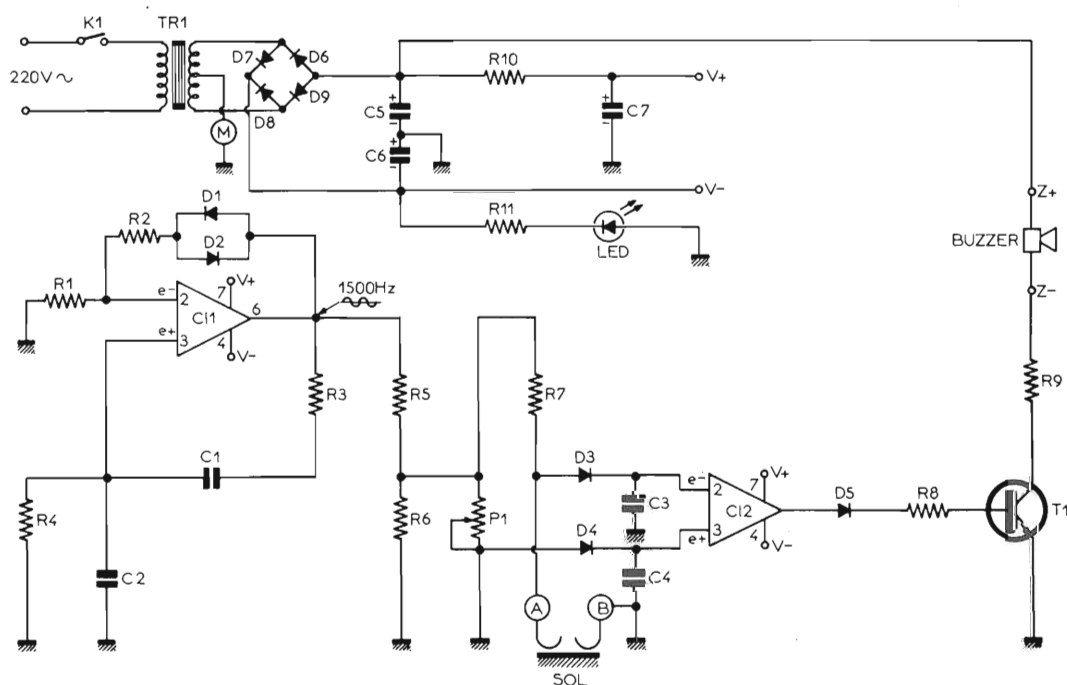 K1
TR1
220V ~
D7
D6
D8
D9
M
R10
V+
C5
+
-
C6
+
-
C7
+
-
V-
R11
LED
Z+
BUZZER
Z-
R9
R2
D1
D2
R1
e-
2
7
V+
6
CI1
e+
3
4
V-
1500Hz
R3
R5
R7
C1
R4
C2
R6
P1
D3
D4
C3
C4
e-
2
7
V+
CI2
e+
3
4
V-
D5
R8
T1
A
B
SOL